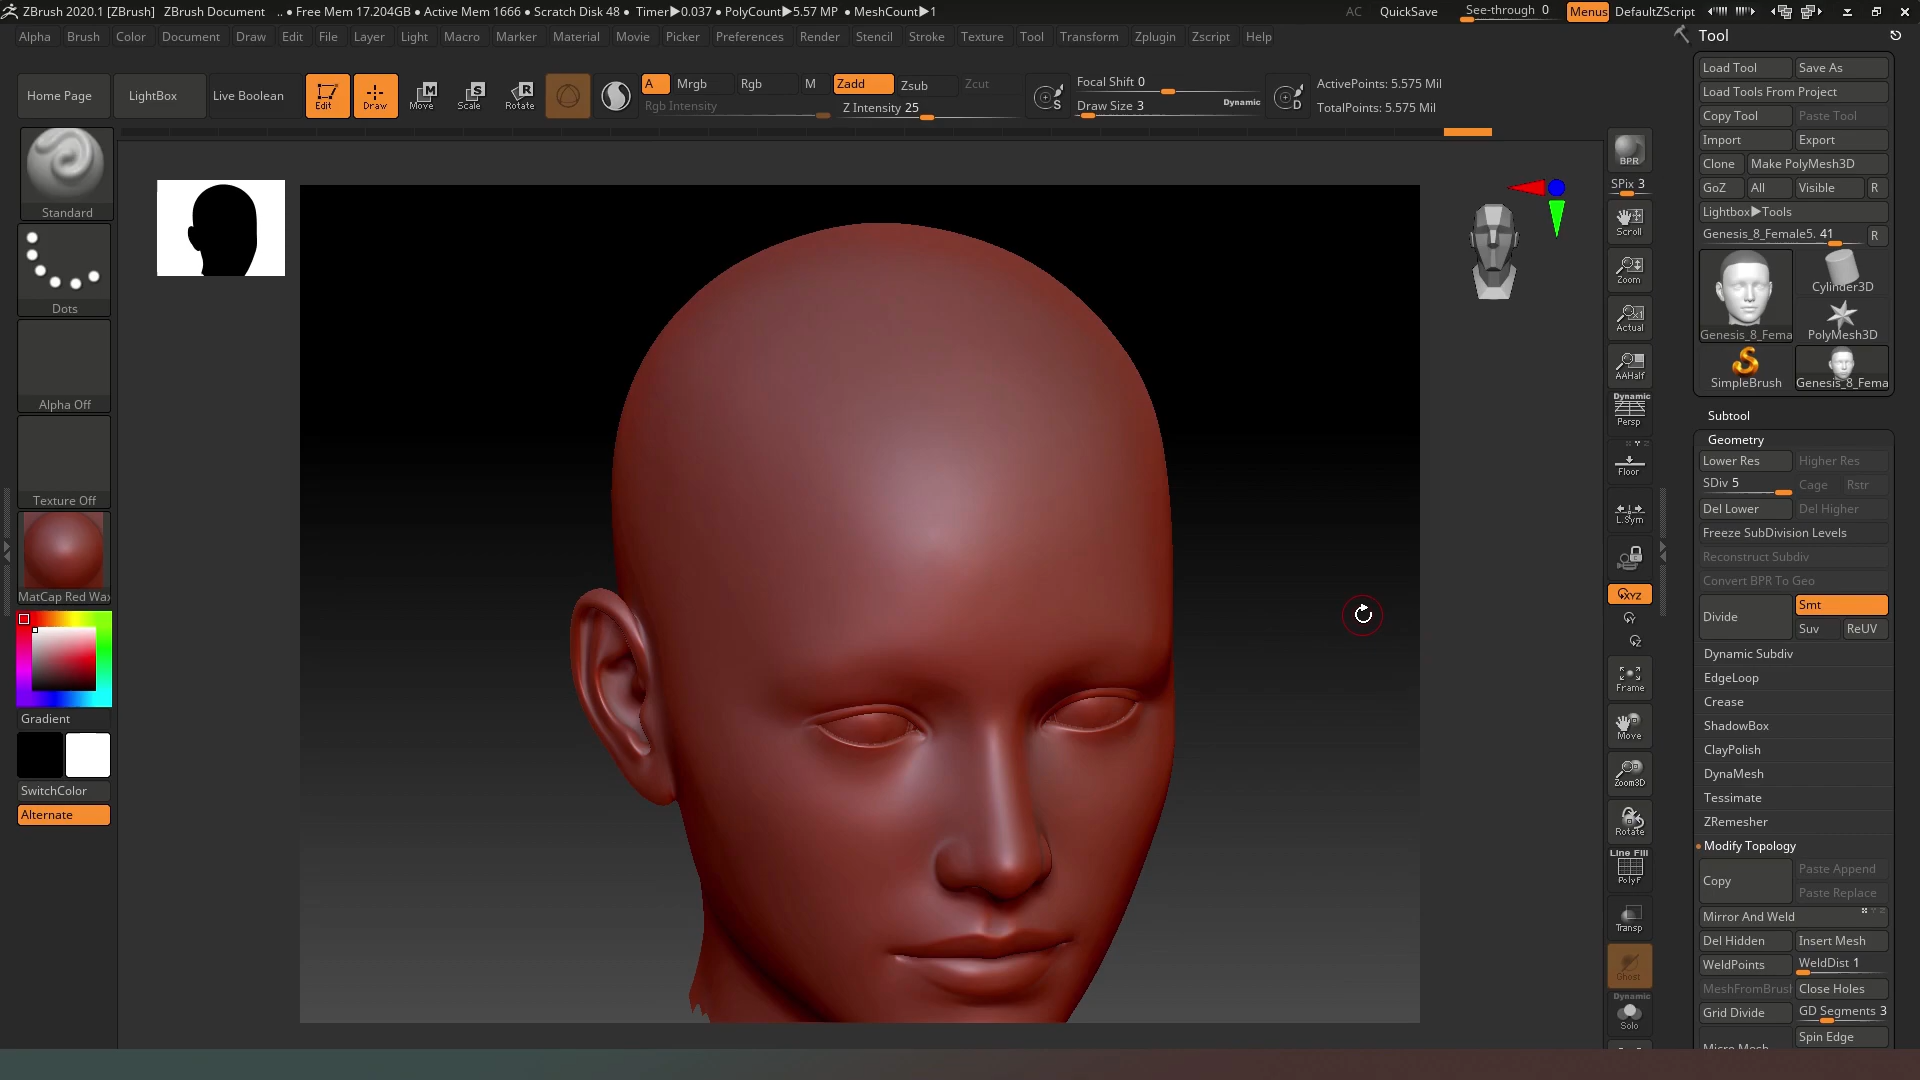 ZBrush 2020.1 [ZBrush] ZBrush Document .. • Free Mem 17.204GB • Active Mem 1666 • Scratch Disk 48 • Timer▶0.037 • PolyCount▶5.57 MP • MeshCount▶1 AC QuickSave See-through 0 Menus DefaultZScript
Alpha Brush Color Document Draw Edit File Layer Light Macro Marker Material Movie Picker Preferences Render Stencil Stroke Texture Tool Transform Zplugin Zscript Help
Home Page LightBox Live Boolean Edit Draw Move Scale Rotate
A Mrgb Rgb M Zadd Zsub Zcut
Rgb Intensity Z Intensity 25
Focal Shift 0
Draw Size 3 Dynamic
ActivePoints: 5.575 Mil
TotalPoints: 5.575 Mil
Standard
Dots
Alpha Off
Texture Off
MatCap Red Wax
Gradient
SwitchColor
Alternate
BPR
SPix 3
Scroll
Zoom
Actual
AAHalf
Dynamic
Persp
Floor
L.Sym
XYZ
Y
Z
Frame
Move
Zoom3D
Rotate
Line Fill
PolyF
Transp
Ghost
Dynamic
Solo
Tool
Load Tool Save As
Load Tools From Project
Copy Tool Paste Tool
Import Export
Clone Make PolyMesh3D
GoZ All Visible R
Lightbox▶Tools
Genesis_8_Female5. 41 R
Genesis_8_Fema Cylinder3D
PolyMesh3D
SimpleBrush Genesis_8_Fema
Subtool
Geometry
Lower Res Higher Res
SDiv 5 Cage Rstr
Del Lower Del Higher
Freeze SubDivision Levels
Reconstruct Subdiv
Convert BPR To Geo
Divide Smt
Suv ReUV
Dynamic Subdiv
EdgeLoop
Crease
ShadowBox
ClayPolish
DynaMesh
Tessimate
ZRemesher
Modify Topology
Copy Paste Append
Paste Replace
Mirror And Weld
Del Hidden Insert Mesh
WeldPoints WeldDist 1
MeshFromBrush Close Holes
Grid Divide GD Segments 3
Spin Edge
Micro Mesh